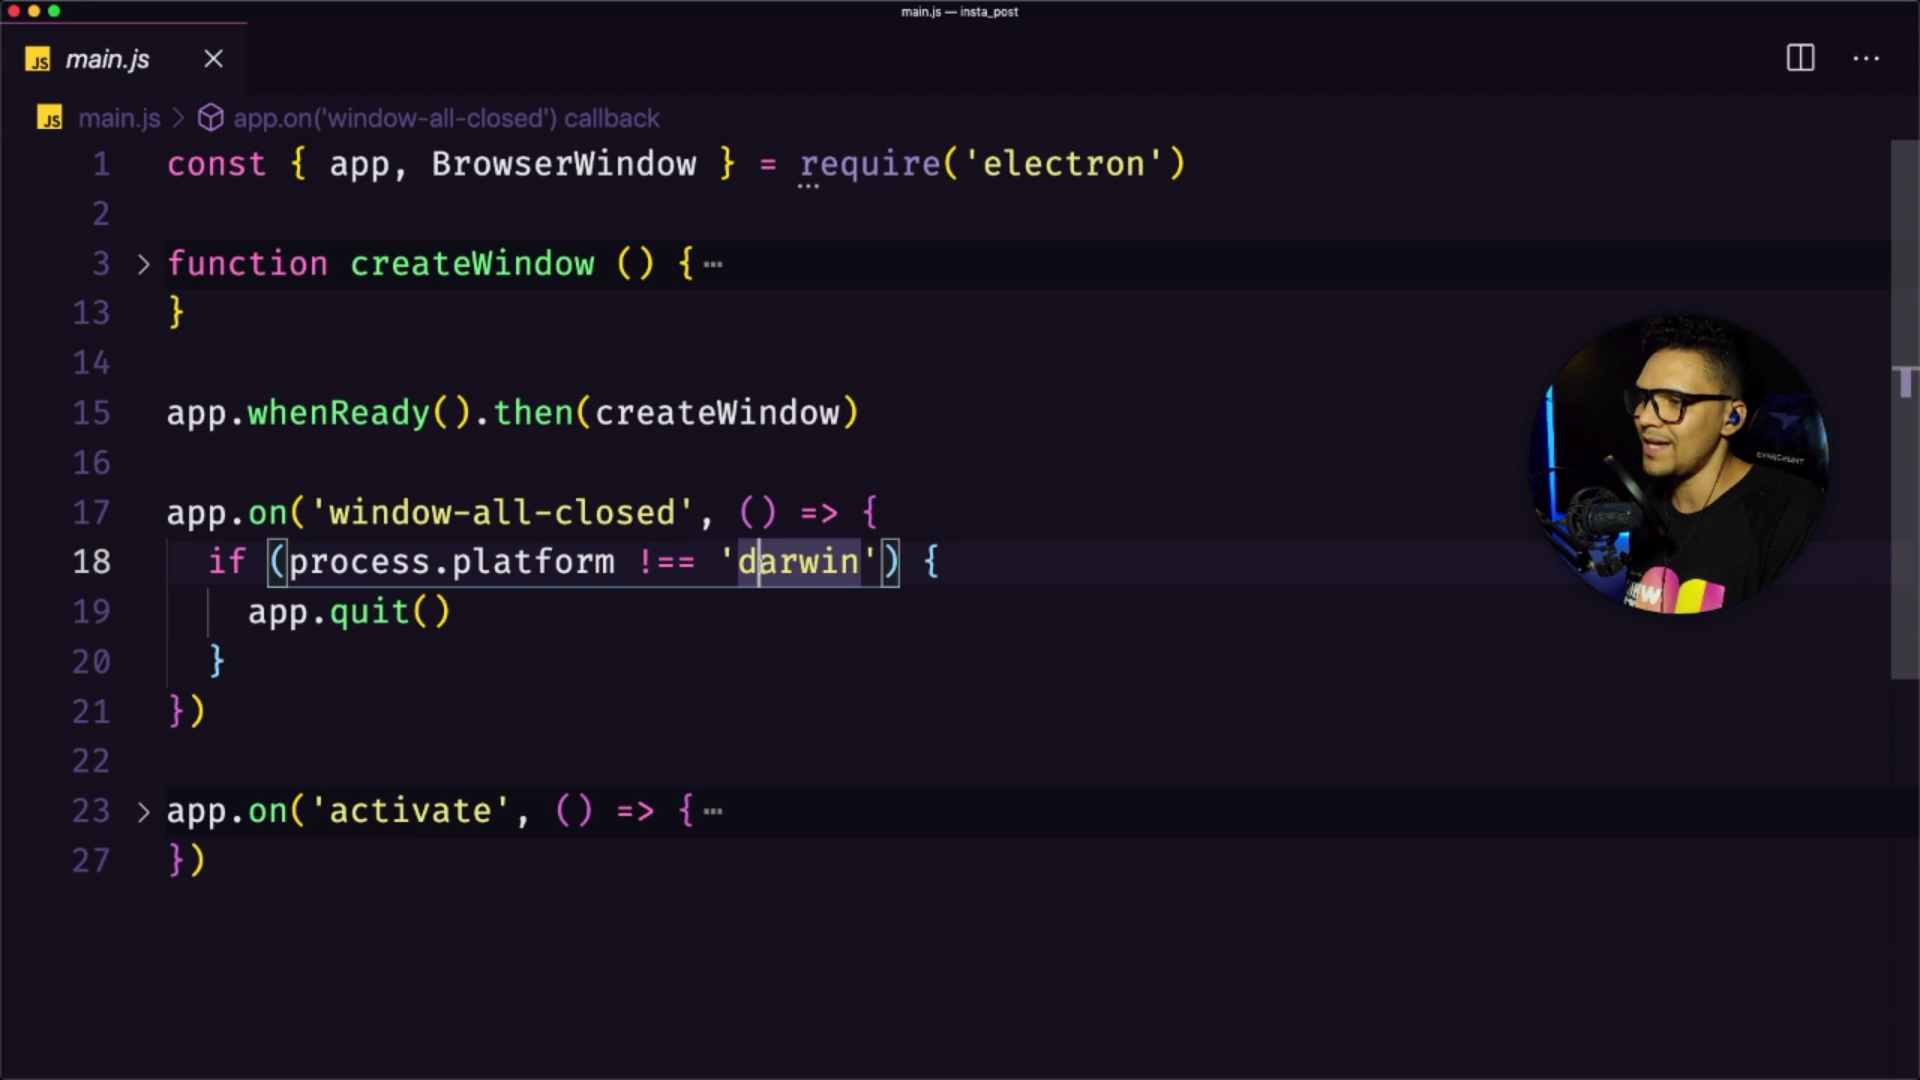 main.js — insta_post
JS main.js
JS main.js > app.on('window-all-closed') callback
1 const { app, BrowserWindow } = require('electron')
2
3 > function createWindow () {
13 }
14
15 app.whenReady().then(createWindow)
16
17 app.on('window-all-closed', () => {
18 if (process.platform !== 'darwin') {
19 app.quit()
20 }
21 })
22
23 > app.on('activate', () => {
27 })